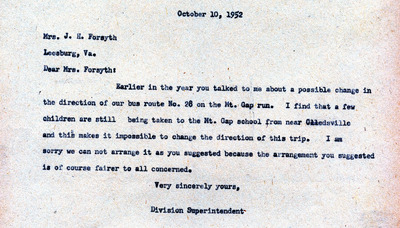 October 10, 1952
Mrs. J. H. Forsyth
Leesburg, Va.
Dear Mrs. Forsyth:
Earlier in the year you talked to me about a possible change in
the direction of our bus route No. 28 on the Mt. Gap run. I find that a few
children are still being taken to the Mt. Gap school from near Gleedsville
and this makes it impossible to change the direction of this trip. I am
sorry we can not arrange it as you suggested because the arrangement you suggested
is of course fairer to all concerned.
Very sincerely yours,
Division Superintendent